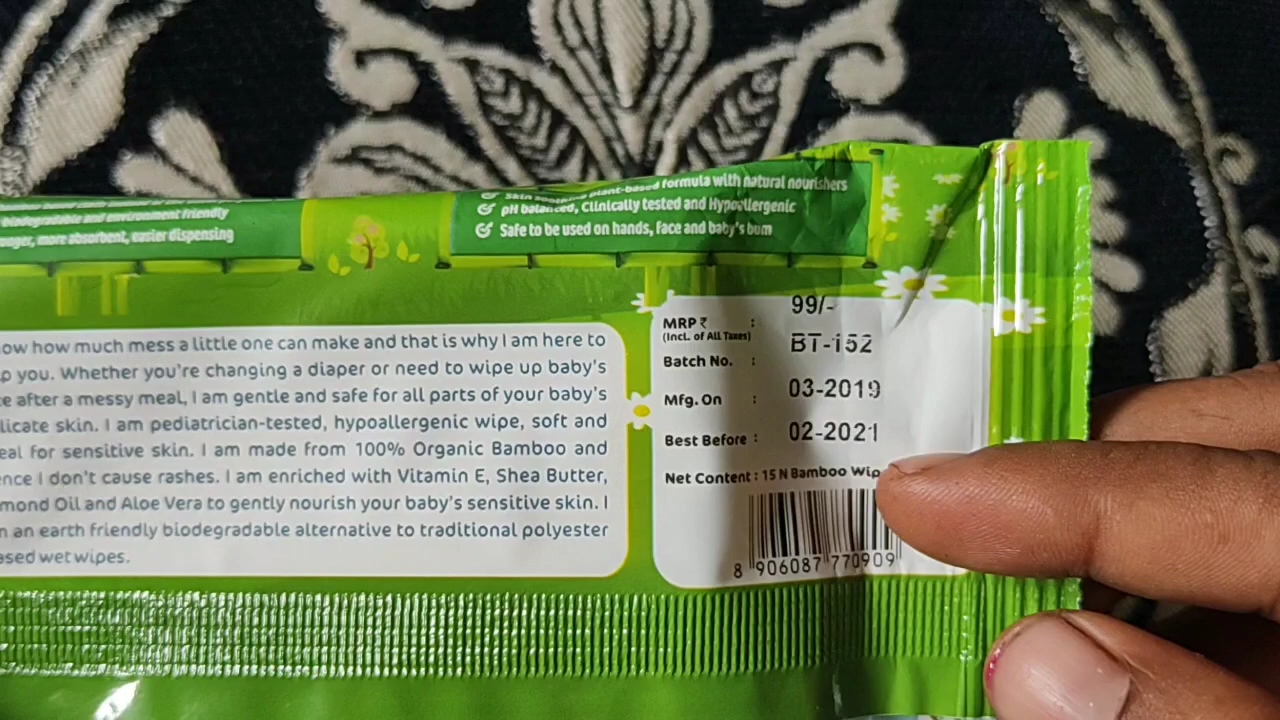 biodegradable and environment friendly
more absorbent, easier dispensing
Skin plant-based formula with natural nourishers
pH balanced, Clinically tested and Hypoallergenic
Safe to be used on hands, face and baby's bum
ow how much mess a little one can make and that is why I am here to
p you. Whether you're changing a diaper or need to wipe up baby's
e after a messy meal, I am gentle and safe for all parts of your baby's
licate skin. I am pediatrician-tested, hypoallergenic wipe, soft and
eal for sensitive skin. I am made from 100% Organic Bamboo and
nce I don't cause rashes. I am enriched with Vitamin E, Shea Butter,
mond Oil and Aloe Vera to gently nourish your baby's sensitive skin. I
n an earth friendly biodegradable alternative to traditional polyester
ased wet wipes.
MRP ₹ : 99/-
(Incl. of All Taxes)
Batch No. : BT-152
Mfg. On : 03-2019
Best Before : 02-2021
Net Content : 15 N Bamboo Wip
8 906087 770909